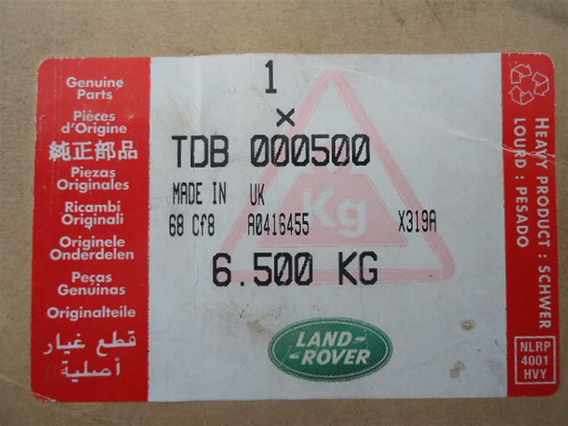 Genuine
Parts
Pièces
d'Origine
純正部品
Piezas
Originales
Ricambi
Originali
Originele
Onderdelen
Peças
Genuinas
Originalteile
قطع غيار
أصلية
1
x
TDB 000500
MADE IN UK
68 Cf8 A0416455 X319A
6.500 KG
Kg
LAND-
-ROVER
HEAVY PRODUCT : SCHWER
LOURD : PESADO
NLRP
4001
HVY